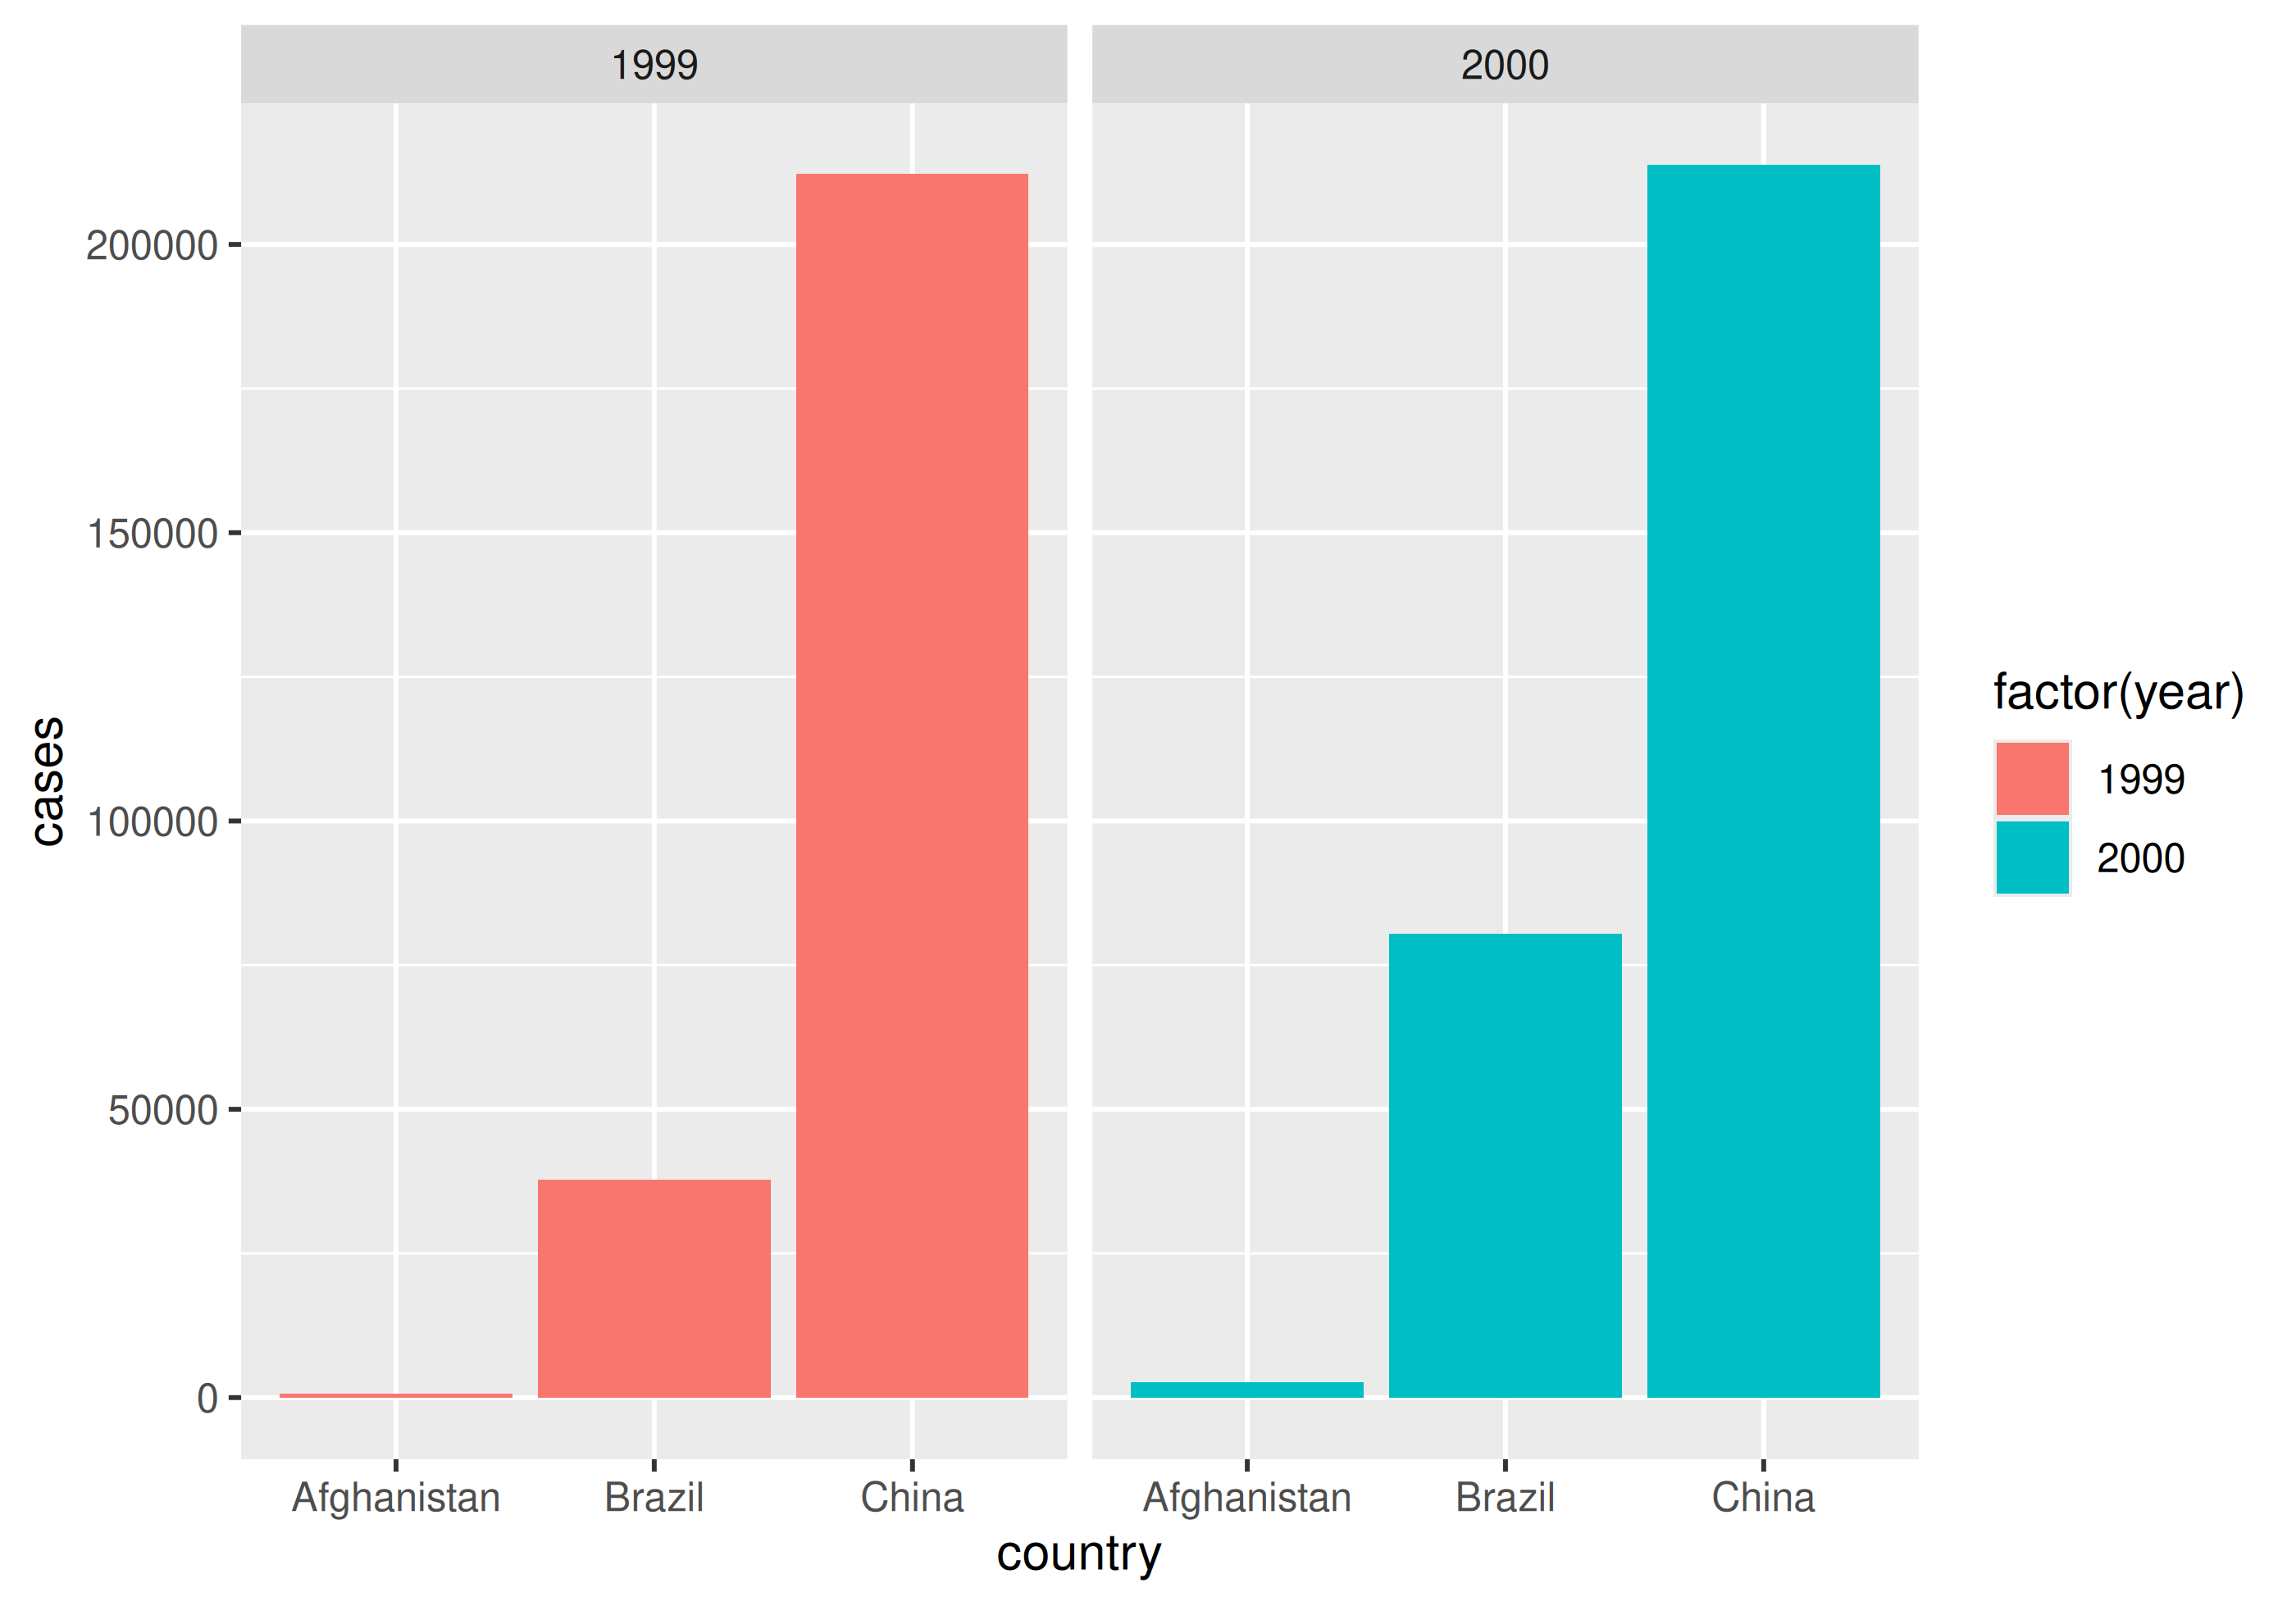 1999
2000
cases
200000
150000
100000
50000
0
Afghanistan
Brazil
China
Afghanistan
Brazil
China
country
factor(year)
1999
2000